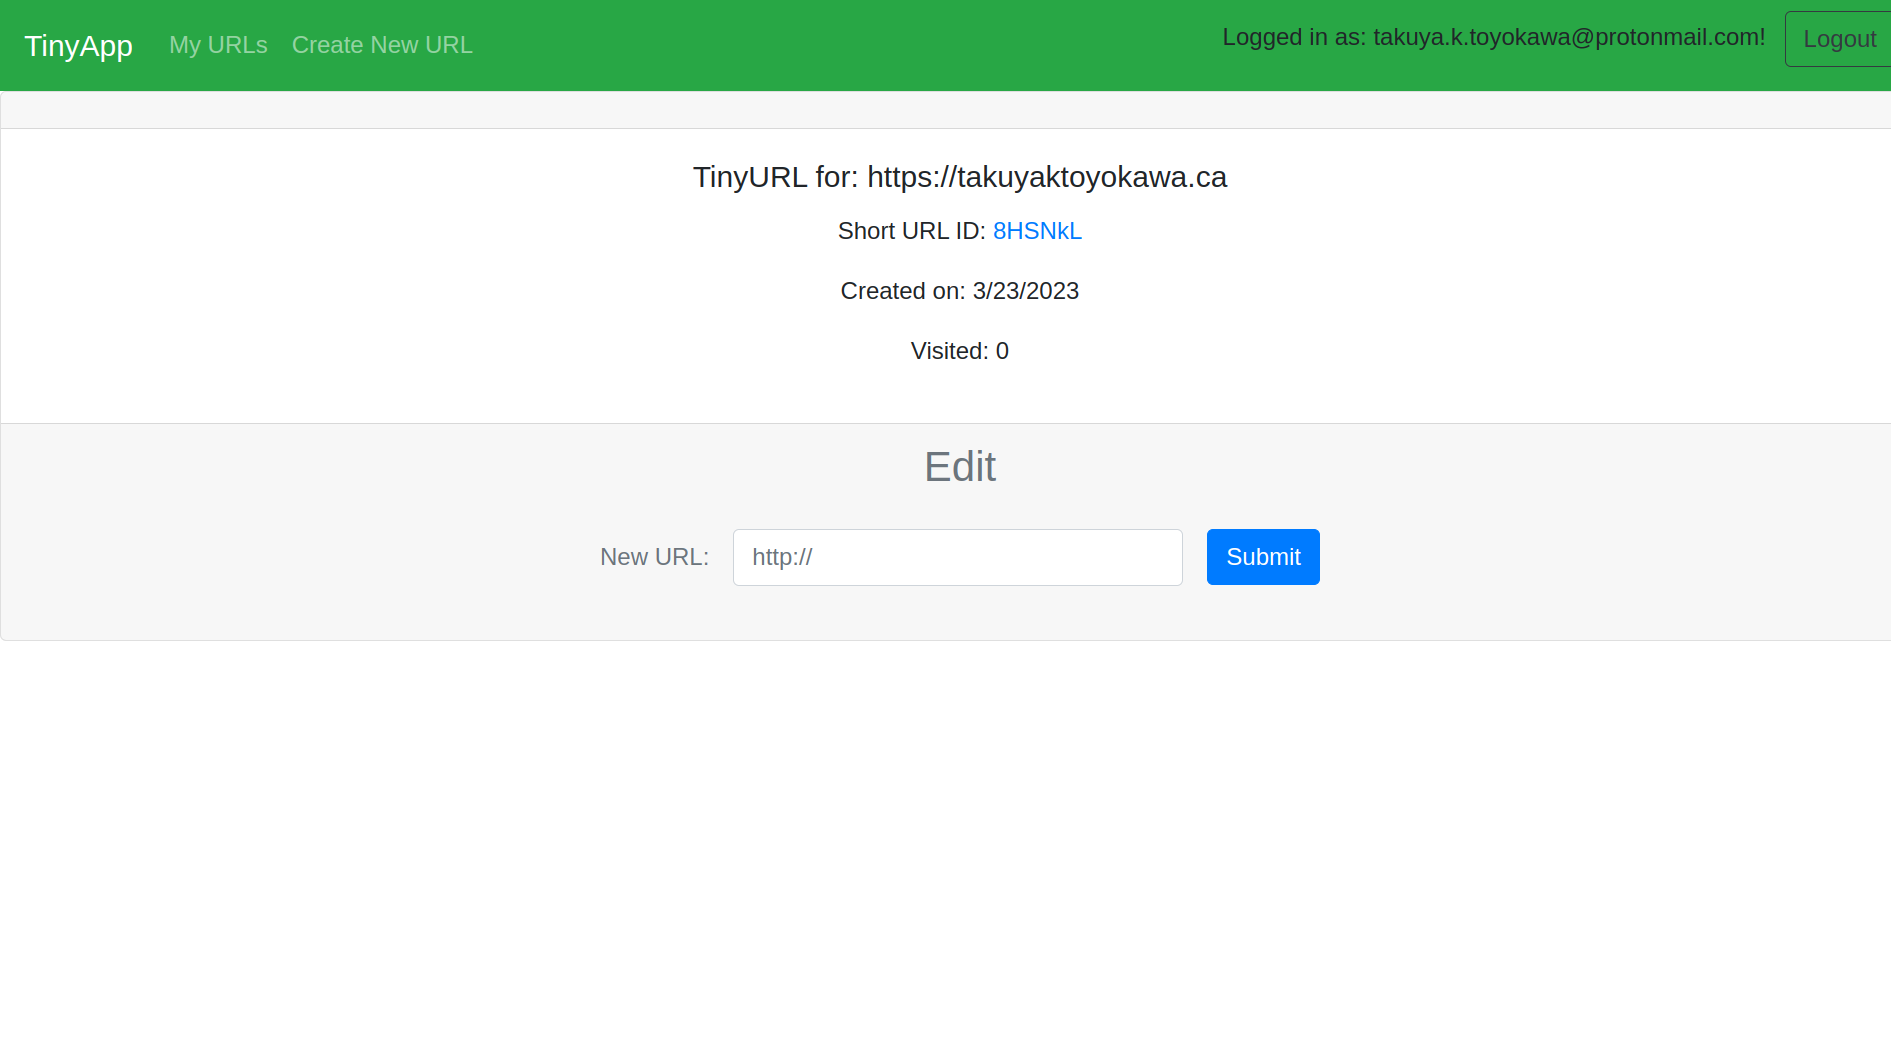 TinyApp My URLs Create New URL Logged in as: takuya.k.toyokawa@protonmail.com! Logout
TinyURL for: https://takuyaktoyokawa.ca
Short URL ID: 8HSNkL
Created on: 3/23/2023
Visited: 0
Edit
New URL: http:// Submit